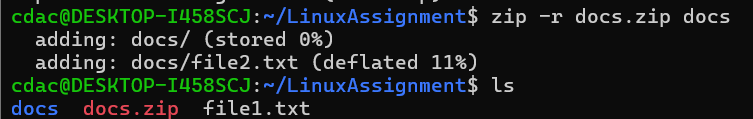 cdac@DESKTOP-I458SCJ:~/LinuxAssignment$ zip -r docs.zip docs
  adding: docs/ (stored 0%)
  adding: docs/file2.txt (deflated 11%)
cdac@DESKTOP-I458SCJ:~/LinuxAssignment$ ls
docs  docs.zip  file1.txt